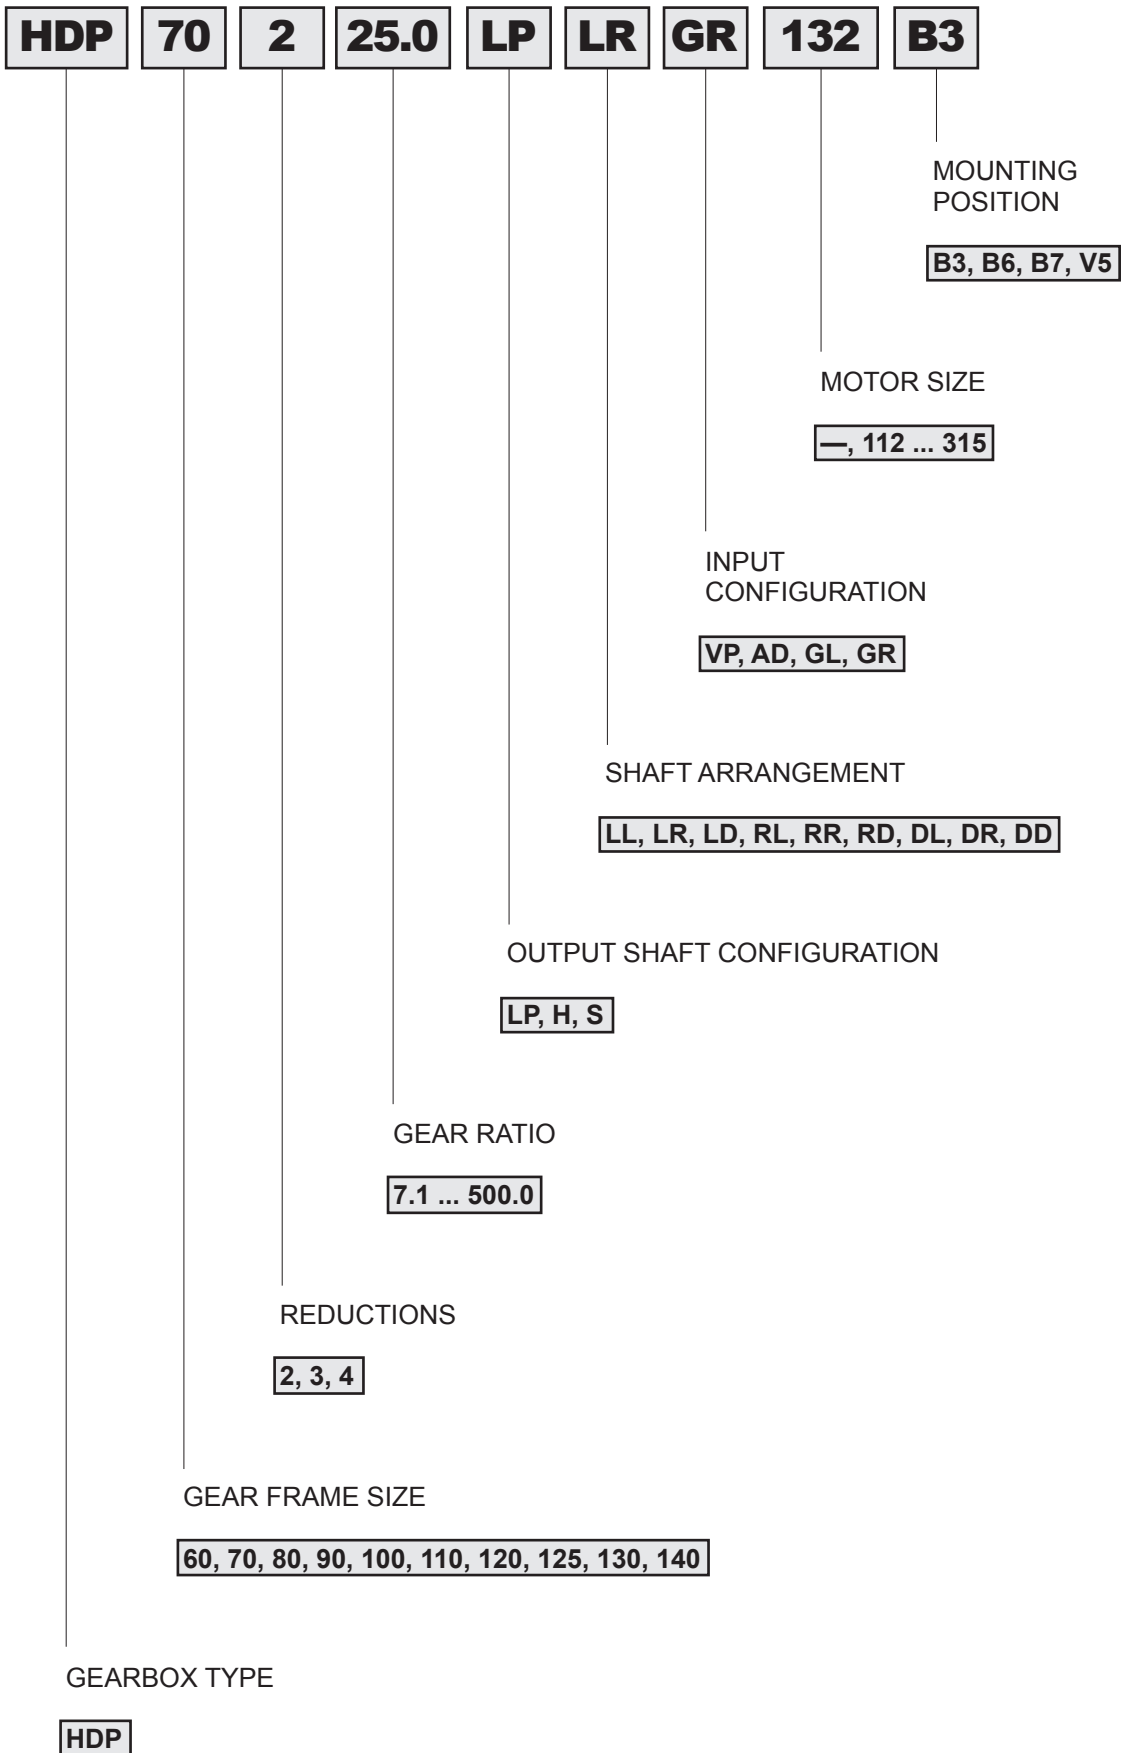 HDP 70 2 25.0 LP LR GR 132 B3
MOUNTING
POSITION
B3, B6, B7, V5
MOTOR SIZE
—, 112 ... 315
INPUT
CONFIGURATION
VP, AD, GL, GR
SHAFT ARRANGEMENT
LL, LR, LD, RL, RR, RD, DL, DR, DD
OUTPUT SHAFT CONFIGURATION
LP, H, S
GEAR RATIO
7.1 ... 500.0
REDUCTIONS
2, 3, 4
GEAR FRAME SIZE
60, 70, 80, 90, 100, 110, 120, 125, 130, 140
GEARBOX TYPE
HDP